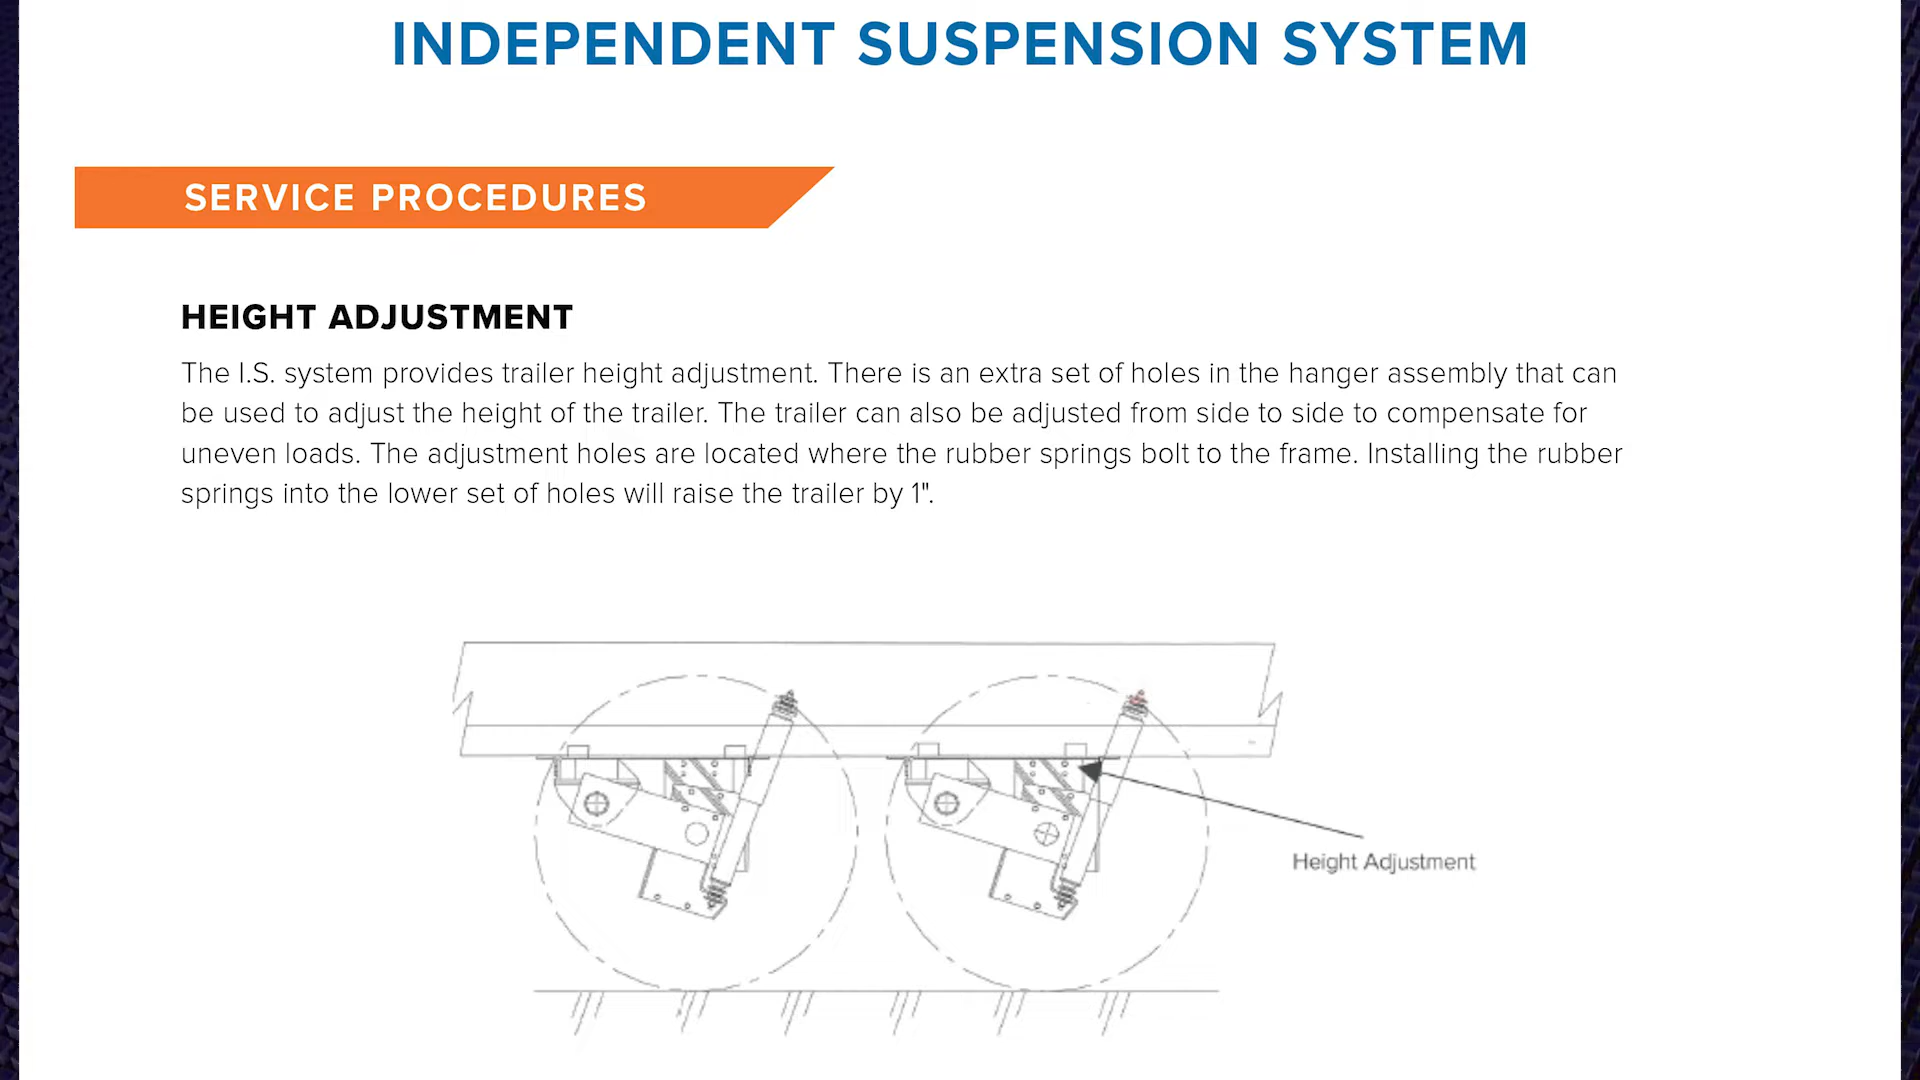 INDEPENDENT SUSPENSION SYSTEM
SERVICE PROCEDURES
HEIGHT ADJUSTMENT
The I.S. system provides trailer height adjustment. There is an extra set of holes in the hanger assembly that can
be used to adjust the height of the trailer. The trailer can also be adjusted from side to side to compensate for
uneven loads. The adjustment holes are located where the rubber springs bolt to the frame. Installing the rubber
springs into the lower set of holes will raise the trailer by 1".
Height Adjustment